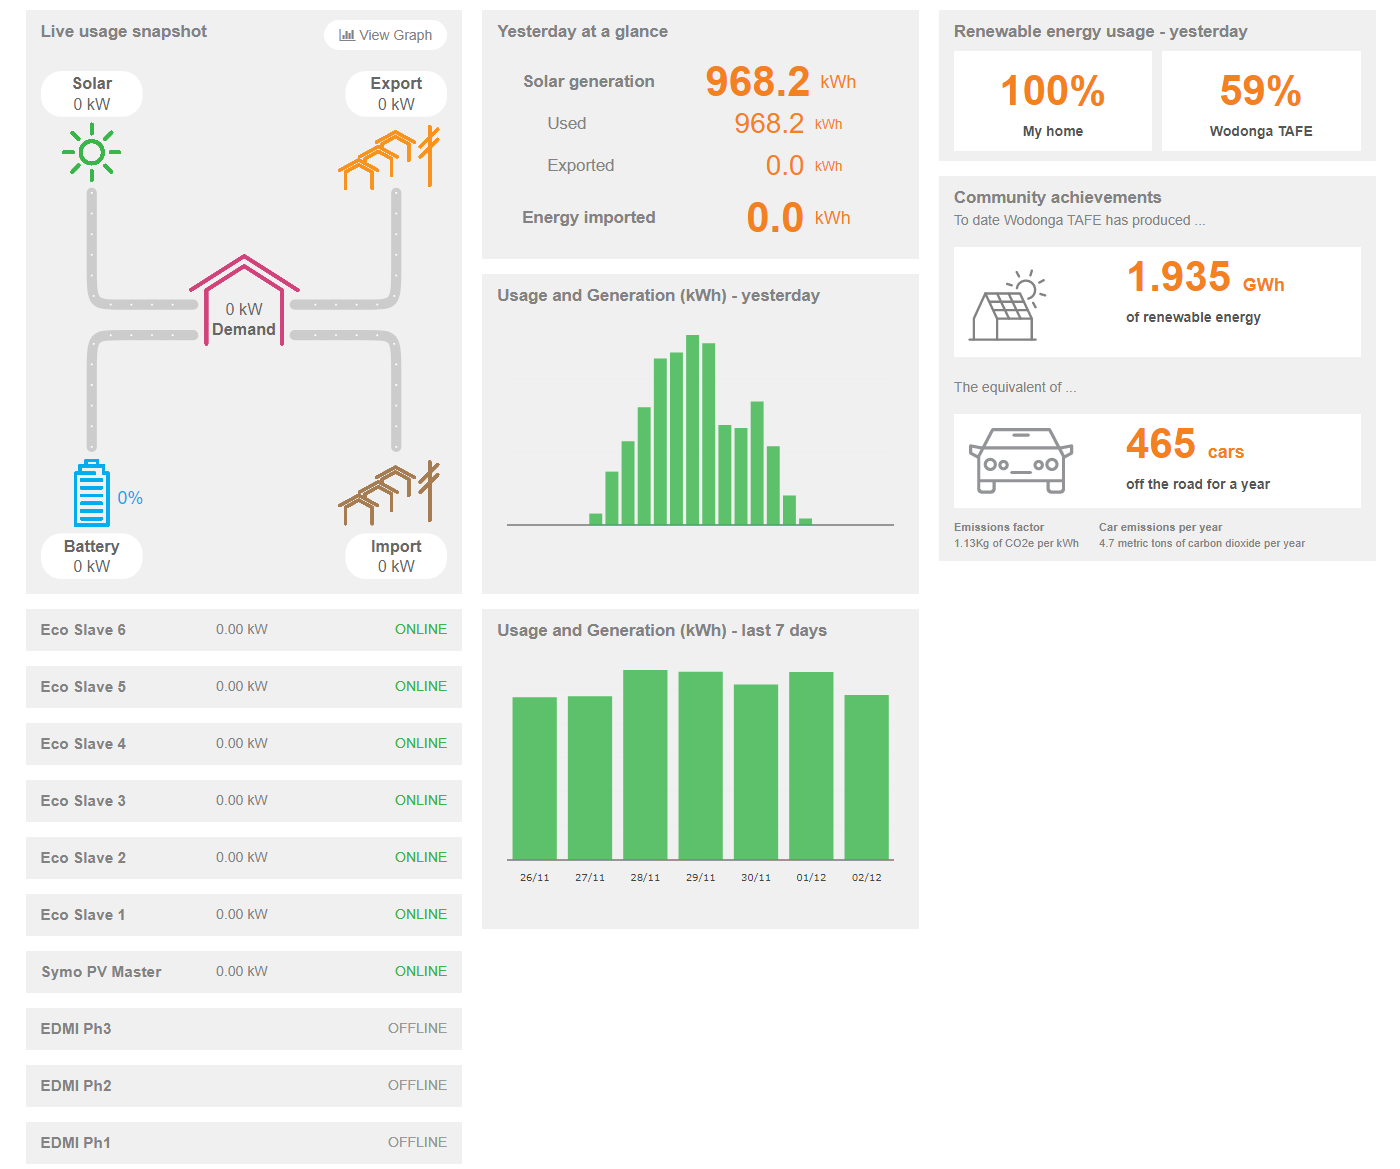 Live usage snapshot
View Graph
Solar
0 kW
Export
0 kW
0 kW
Demand
0%
Battery
0 kW
Import
0 kW
Eco Slave 6 0.00 kW ONLINE
Eco Slave 5 0.00 kW ONLINE
Eco Slave 4 0.00 kW ONLINE
Eco Slave 3 0.00 kW ONLINE
Eco Slave 2 0.00 kW ONLINE
Eco Slave 1 0.00 kW ONLINE
Symo PV Master 0.00 kW ONLINE
EDMI Ph3 OFFLINE
EDMI Ph2 OFFLINE
EDMI Ph1 OFFLINE
Yesterday at a glance
Solar generation 968.2 kWh
Used 968.2 kWh
Exported 0.0 kWh
Energy imported 0.0 kWh
Usage and Generation (kWh) - yesterday
Usage and Generation (kWh) - last 7 days
26/11 27/11 28/11 29/11 30/11 01/12 02/12
Renewable energy usage - yesterday
100%
My home
59%
Wodonga TAFE
Community achievements
To date Wodonga TAFE has produced ...
1.935 GWh
of renewable energy
The equivalent of ...
465 cars
off the road for a year
Emissions factor
1.13Kg of CO2e per kWh
Car emissions per year
4.7 metric tons of carbon dioxide per year